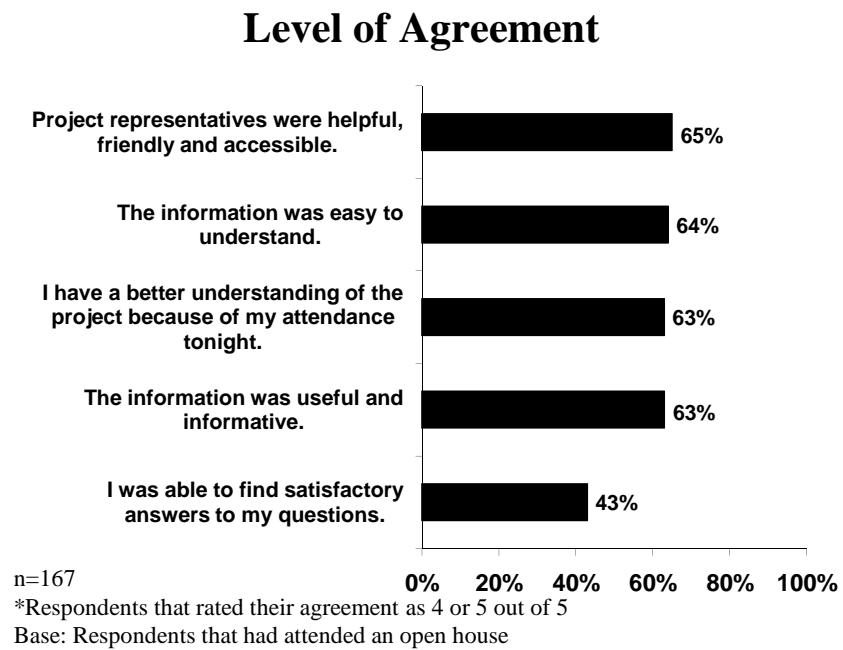 Level of Agreement
Project representatives were helpful,
friendly and accessible.
65%
The information was easy to
understand.
64%
I have a better understanding of the
project because of my attendance
tonight.
63%
The information was useful and
informative.
63%
I was able to find satisfactory
answers to my questions.
43%
0% 20% 40% 60% 80% 100%
n=167
*Respondents that rated their agreement as 4 or 5 out of 5
Base: Respondents that had attended an open house